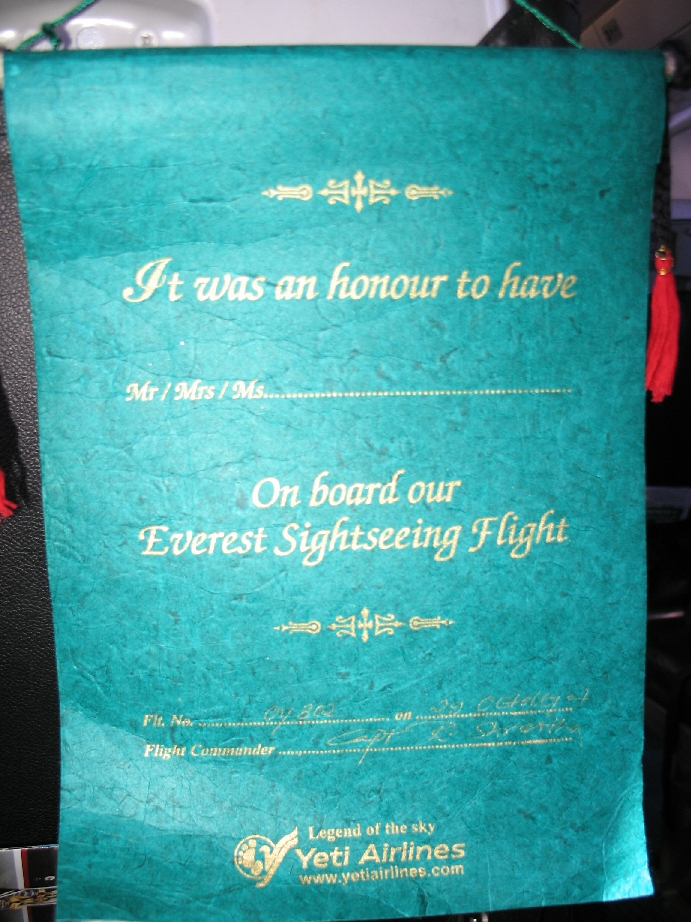 It was an honour to have
Mr / Mrs / Ms..................................................
On board our
Everest Sightseeing Flight
Flt. No. .......................... on ..........................
Flight Commander .......................... Capt
Legend of the sky
Yeti Airlines
www.yetiairlines.com